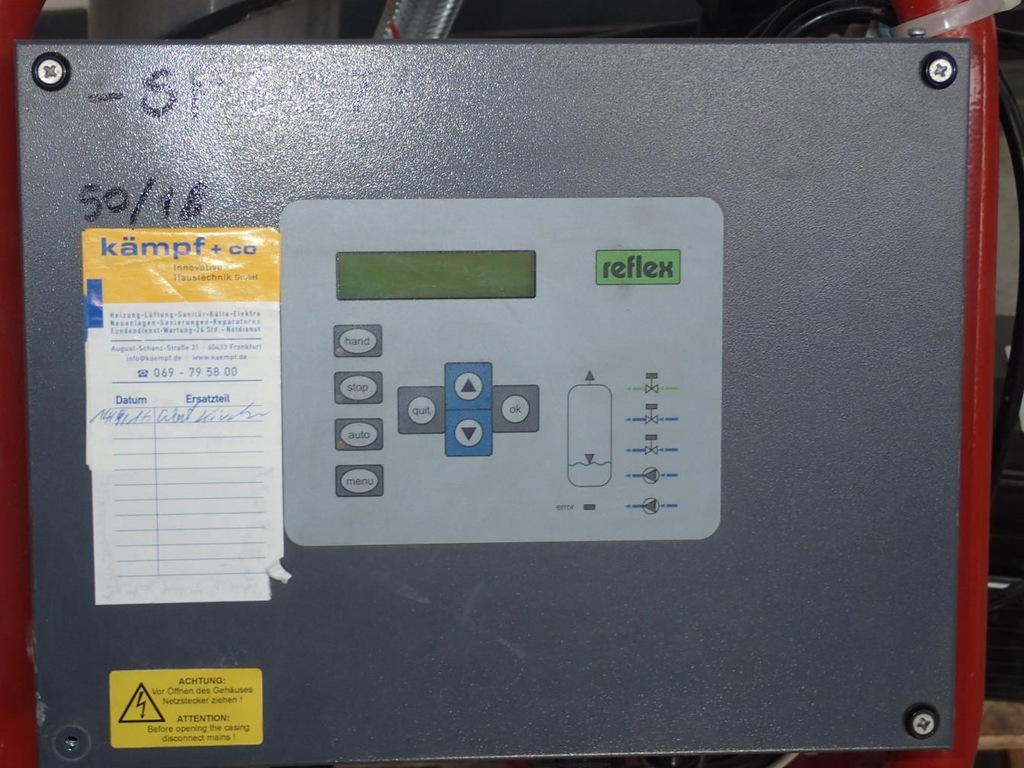 50/16
kämpf + co
Innovative
Haustechnik GmbH
Heizung-Lüftung-Sanitär-Kälte-Elektro
Neuanlagen-Sanierungen-Reparaturen
Kundendienst-Wartung-24 Std.-Notdienst
August-Schanz-Straße 21 60433 Frankfurt
info@kaempf.de www.kaempf.de
☎ 069 - 79 58 00
Datum Ersatzteil
reflex
hand
stop
auto
menu
quit
ok
error
ACHTUNG:
Vor Öffnen des Gehäuses
Netzstecker ziehen !
ATTENTION:
Before opening the casing
disconnect mains !